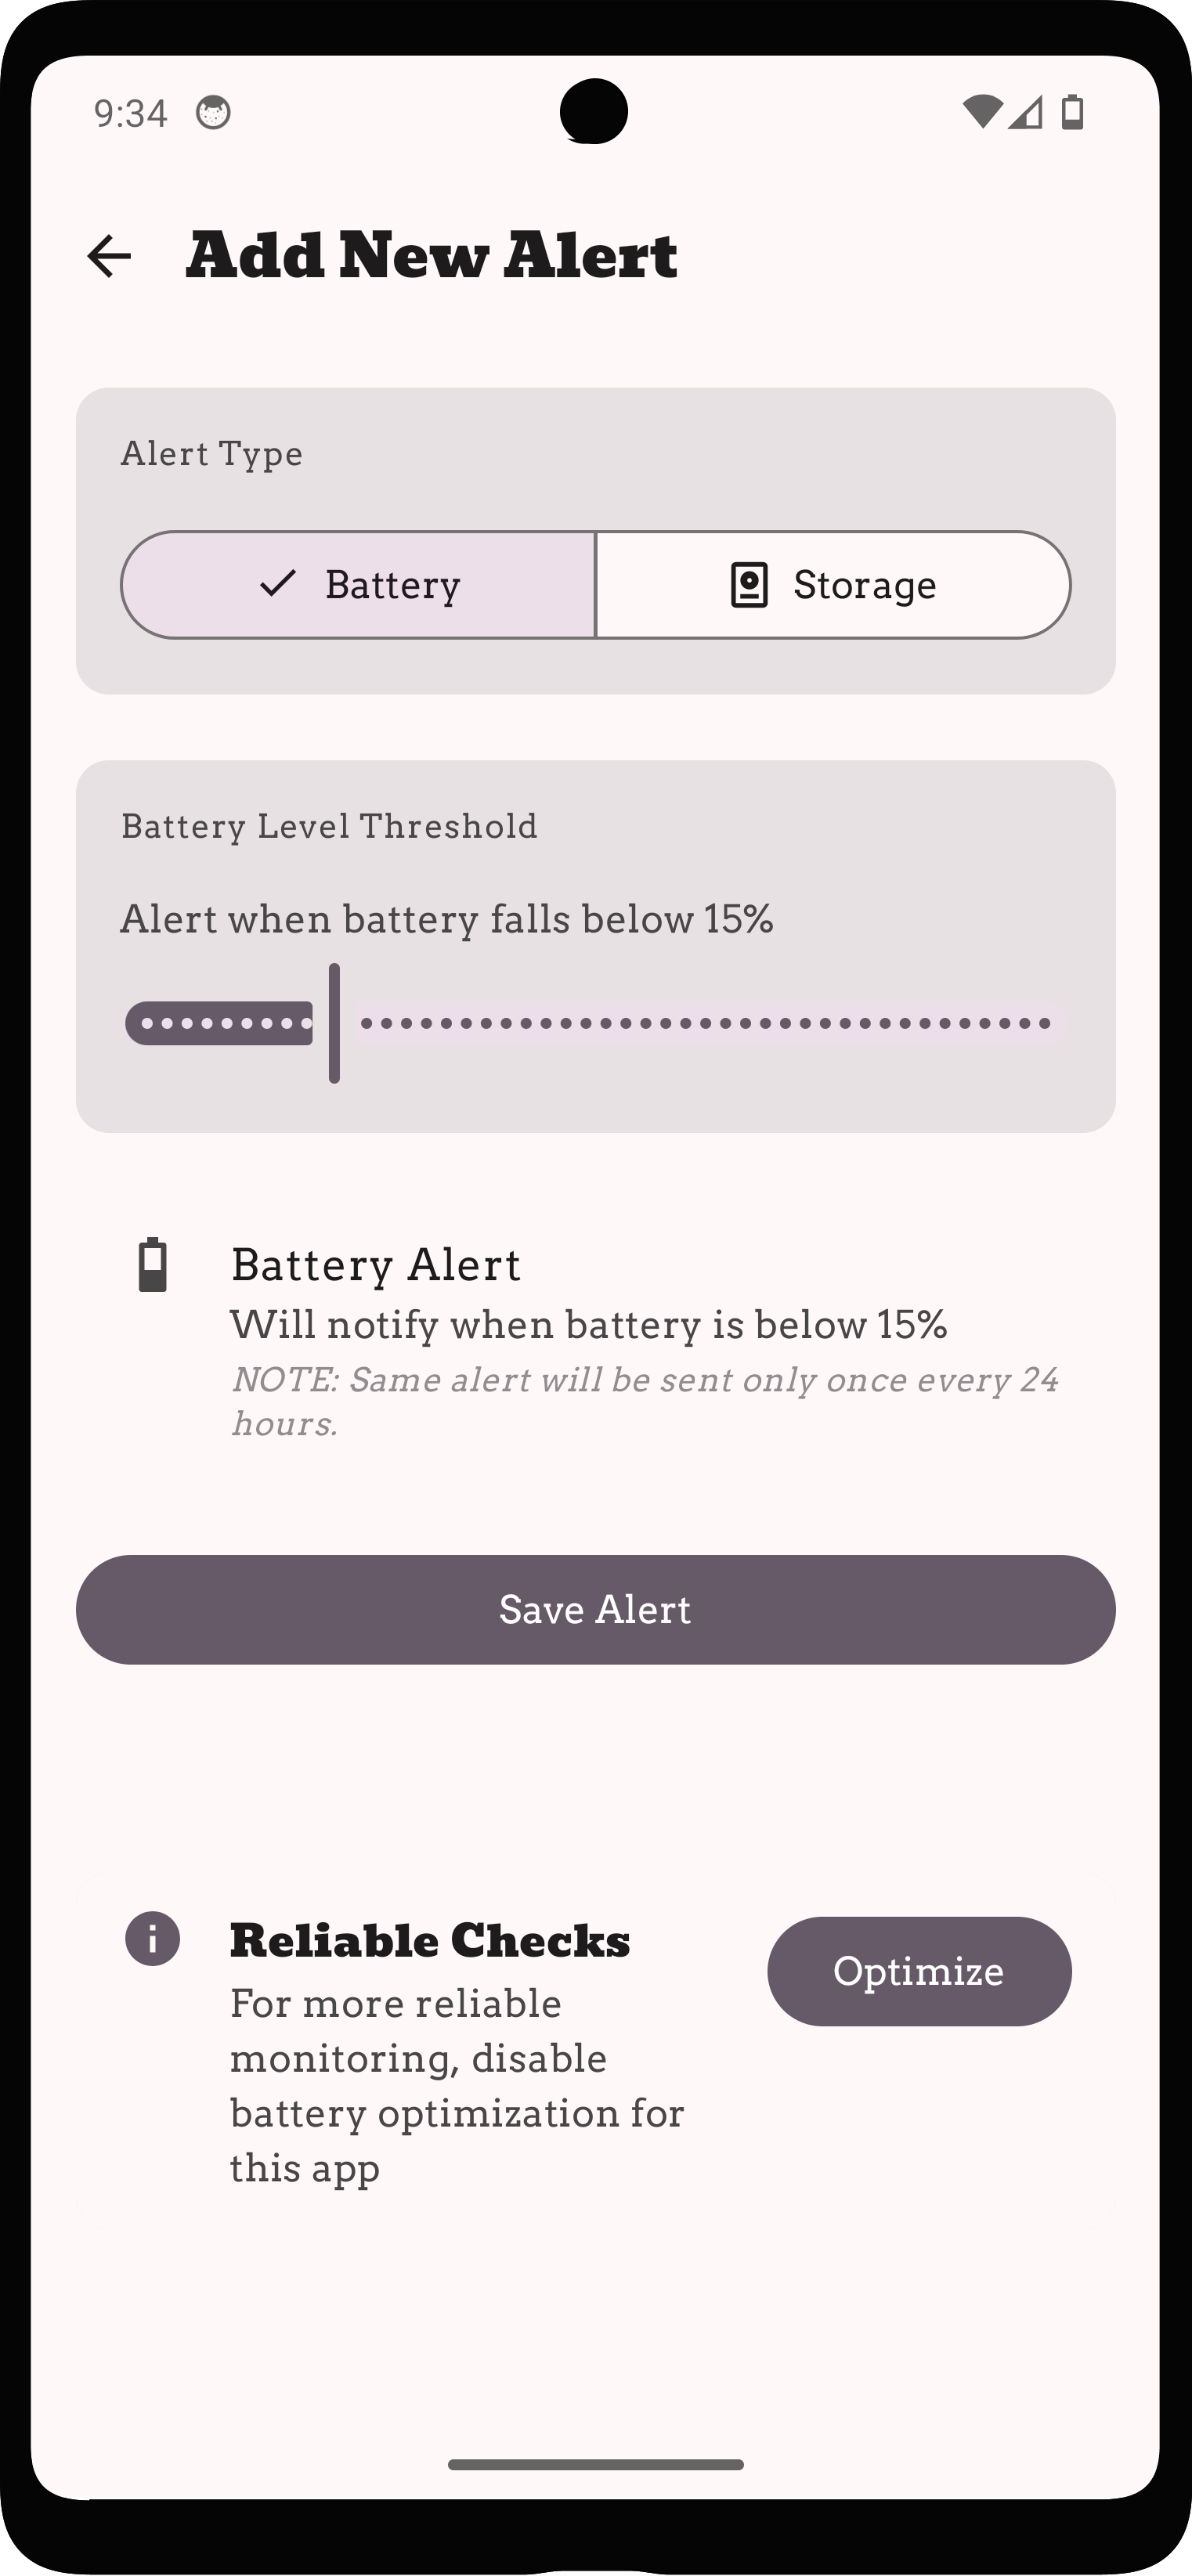 9:34
Add New Alert
Alert Type
Battery
Storage
Battery Level Threshold
Alert when battery falls below 15%
Battery Alert
Will notify when battery is below 15%
NOTE: Same alert will be sent only once every 24
hours.
Save Alert
Reliable Checks
Optimize
For more reliable
monitoring, disable
battery optimization for
this app